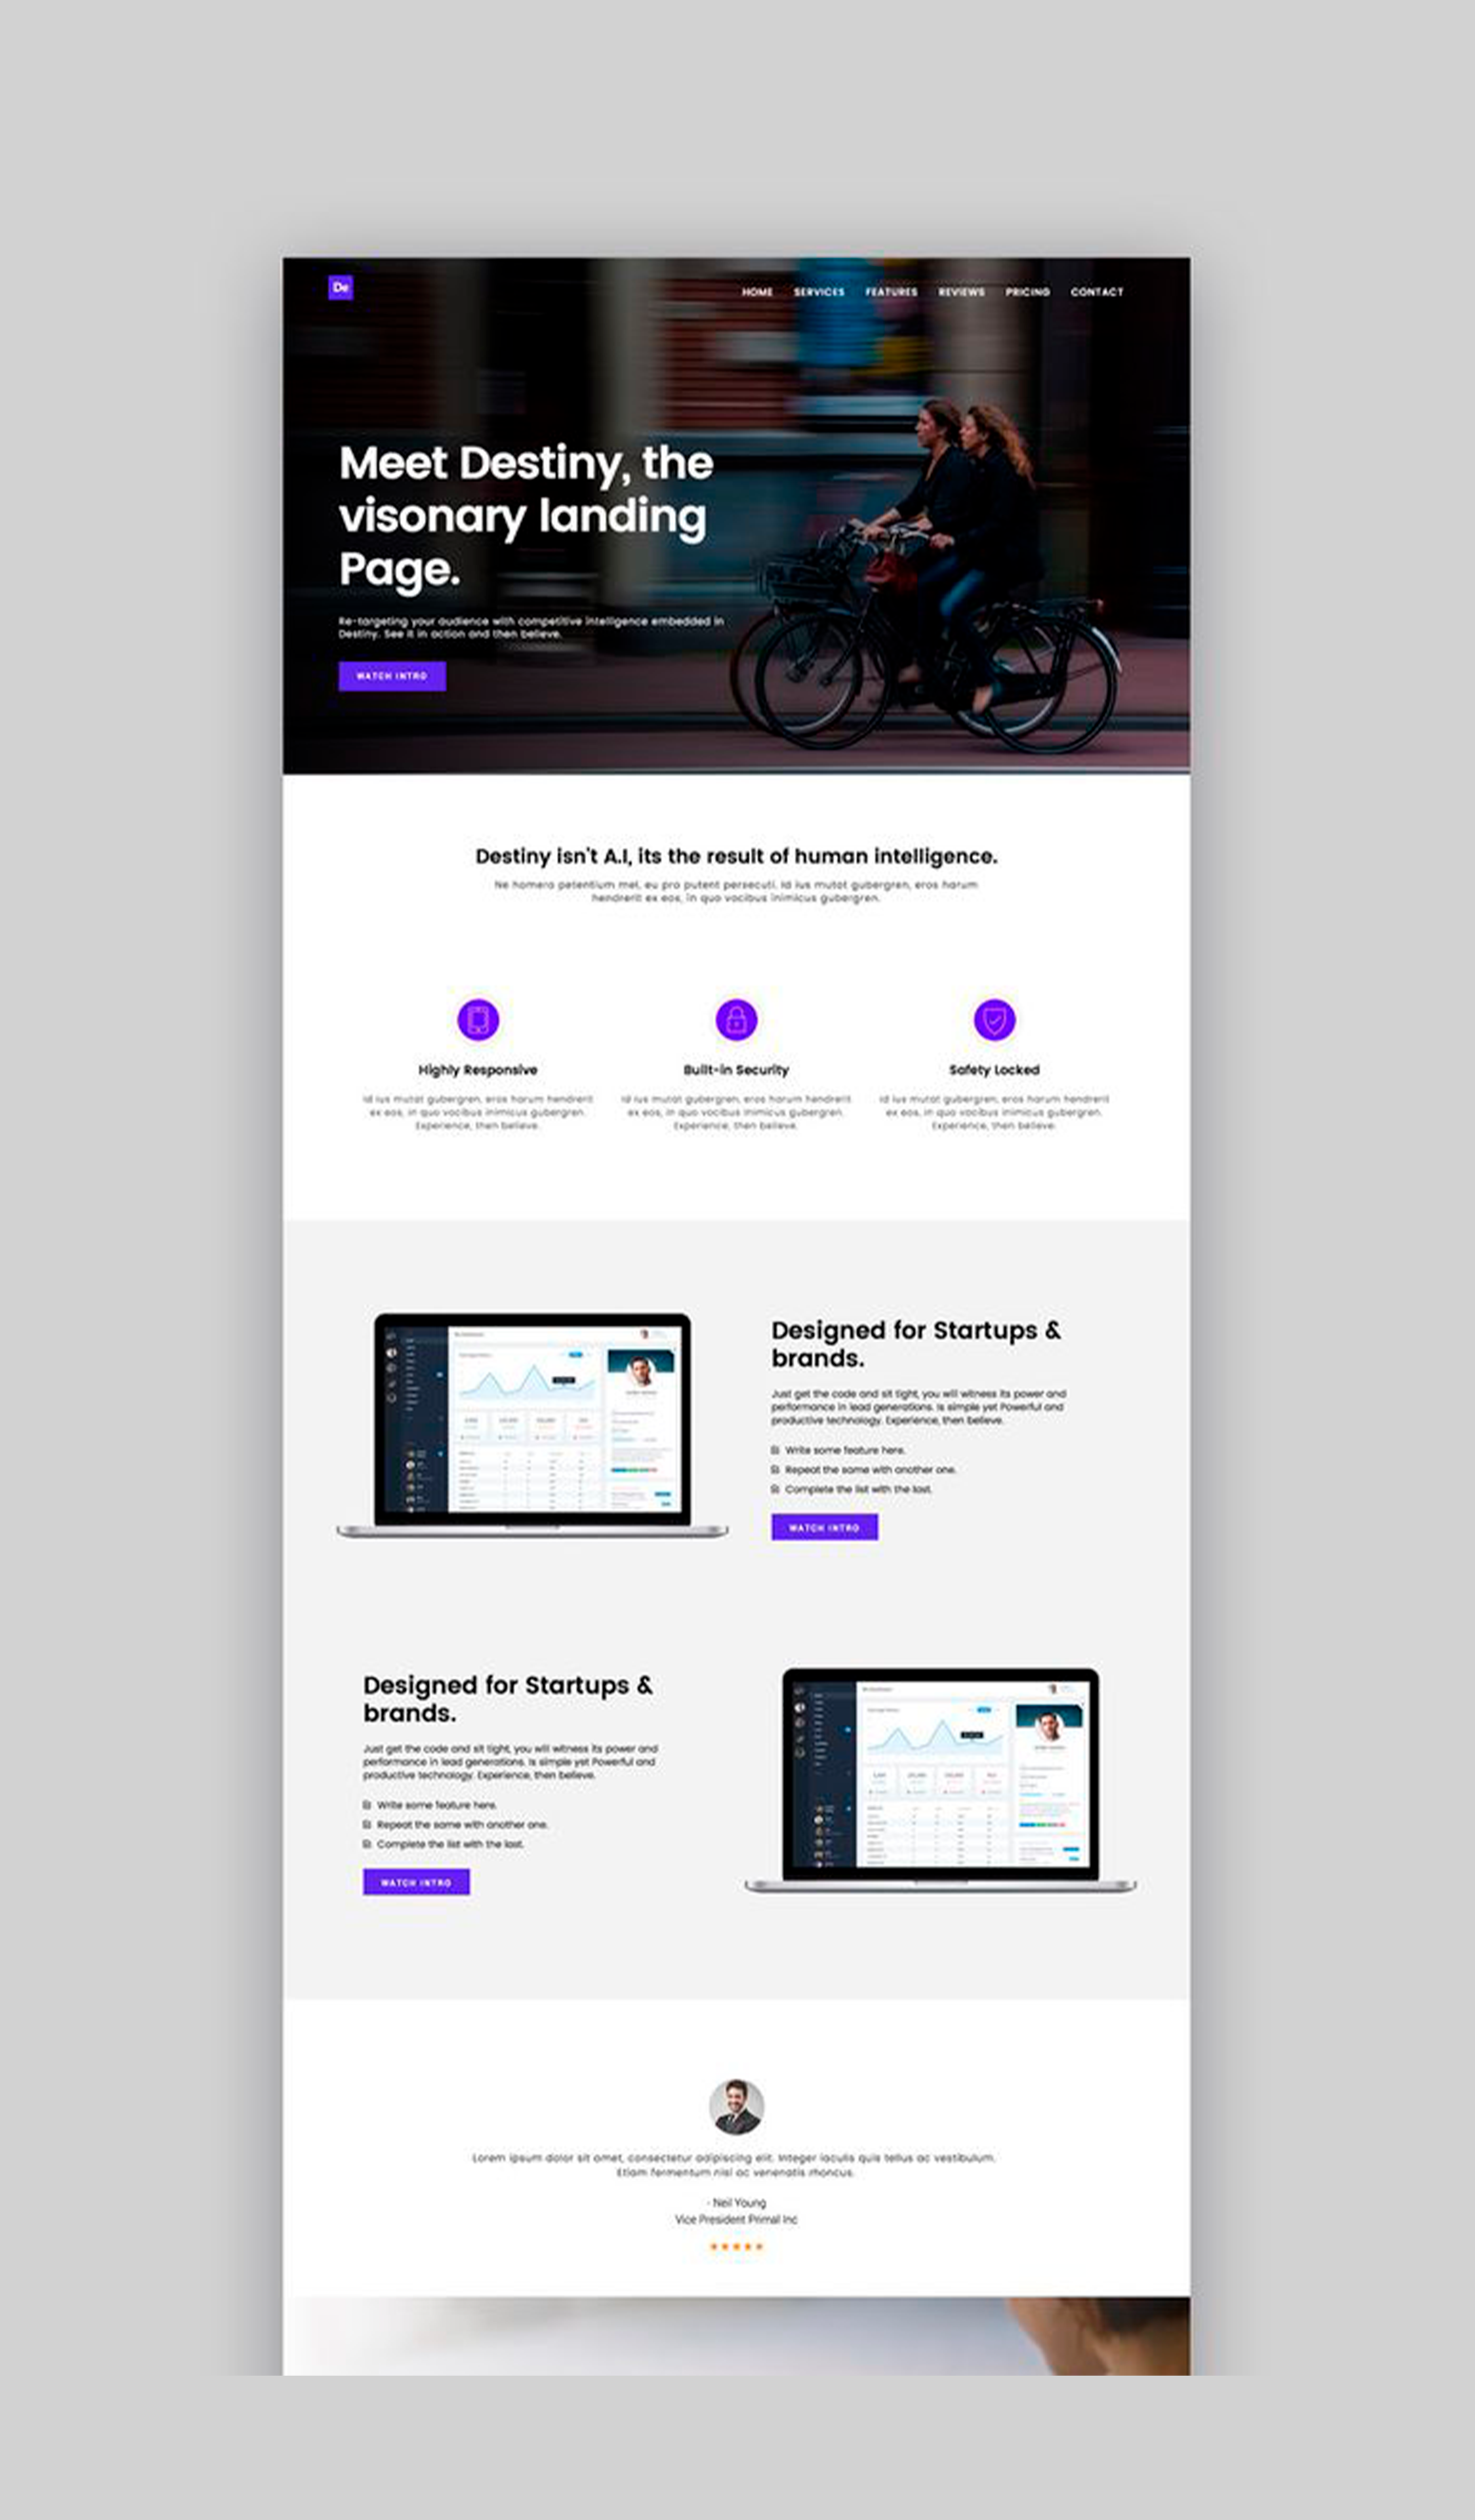 De
HOME SERVICES FEATURES REVIEWS PRICING CONTACT
Meet Destiny, the
visonary landing
Page.
Re-targeting your audience with competitive intelligence embedded in
Destiny. See it in action and then believe.
WATCH INTRO
Destiny isn't A.I, its the result of human intelligence.
Ne homero petentium mel, eu pro putent persecuti. Id ius mutat gubergren, eros harum
hendrerit ex eos, in quo vocibus inimicus gubergren.
Highly Responsive
Id ius mutat gubergren, eros harum hendrerit
ex eos, in quo vocibus inimicus gubergren.
Experience, then believe.
Built-in Security
Id ius mutat gubergren, eros harum hendrerit
ex eos, in quo vocibus inimicus gubergren.
Experience, then believe.
Safety Locked
Id ius mutat gubergren, eros harum hendrerit
ex eos, in quo vocibus inimicus gubergren.
Experience, then believe.
Designed for Startups &
brands.
Just get the code and sit tight, you will witness its power and
performance in lead generations. Is simple yet Powerful and
productive technology. Experience, then believe.
Write some feature here.
Repeat the same with another one.
Complete the list with the last.
WATCH INTRO
Designed for Startups &
brands.
Just get the code and sit tight, you will witness its power and
performance in lead generations. Is simple yet Powerful and
productive technology. Experience, then believe.
Write some feature here.
Repeat the same with another one.
Complete the list with the last.
WATCH INTRO
Lorem ipsum dolor sit amet, consectetur adipiscing elit. Integer iaculis quis tellus ac vestibulum.
Etiam fermentum nisl ac venenatis rhoncus.
- Neil Young
Vice President Primal Inc